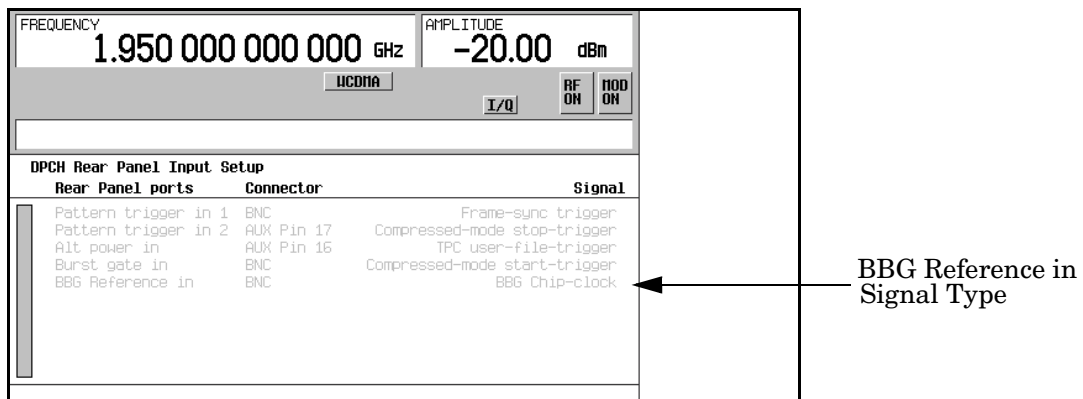 FREQUENCY
1.950 000 000 000 GHz
AMPLITUDE
-20.00 dBm
WCDMA
I/Q
RF ON
MOD ON
DPCH Rear Panel Input Setup
Rear Panel ports Connector Signal
Pattern trigger in 1 BNC Frame-sync trigger
Pattern trigger in 2 AUX Pin 17 Compressed-mode stop-trigger
Alt power in AUX Pin 16 TPC user-file-trigger
Burst gate in BNC Compressed-mode start-trigger
BBG Reference in BNC BBG Chip-clock
BBG Reference in
Signal Type